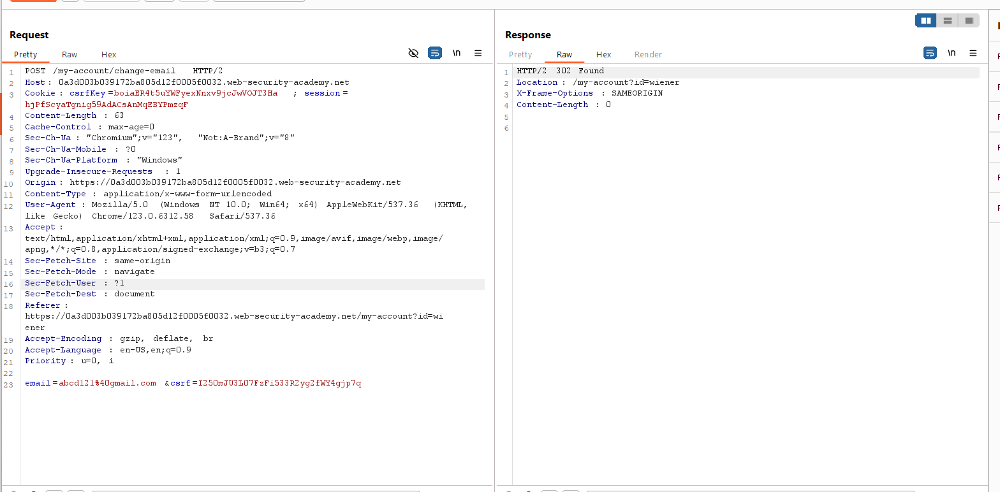 Request
Pretty Raw Hex \n
1 POST /my-account/change-email HTTP/2
2 Host: 0a3d003b039172ba805d12f0005f0032.web-security-academy.net
3 Cookie: csrfKey=boiaER4t5uYWFyexNnxv9jcJwVOJT3Ha; session=
hjPfScyaTgnig59AdACsAnMqEBYPmzqF
4 Content-Length: 63
5 Cache-Control: max-age=0
6 Sec-Ch-Ua: "Chromium";v="123", "Not:A-Brand";v="8"
7 Sec-Ch-Ua-Mobile: ?0
8 Sec-Ch-Ua-Platform: "Windows"
9 Upgrade-Insecure-Requests: 1
10 Origin: https://0a3d003b039172ba805d12f0005f0032.web-security-academy.net
11 Content-Type: application/x-www-form-urlencoded
12 User-Agent: Mozilla/5.0 (Windows NT 10.0; Win64; x64) AppleWebKit/537.36 (KHTML,
like Gecko) Chrome/123.0.6312.58 Safari/537.36
13 Accept:
text/html,application/xhtml+xml,application/xml;q=0.9,image/avif,image/webp,image/
apng,*/*;q=0.8,application/signed-exchange;v=b3;q=0.7
14 Sec-Fetch-Site: same-origin
15 Sec-Fetch-Mode: navigate
16 Sec-Fetch-User: ?1
17 Sec-Fetch-Dest: document
18 Referer:
https://0a3d003b039172ba805d12f0005f0032.web-security-academy.net/my-account?id=wi
ener
19 Accept-Encoding: gzip, deflate, br
20 Accept-Language: en-US,en;q=0.9
21 Priority: u=0, i
22
23 email=abcd121%40gmail.com&csrf=I250mJU3L07FzFi533R2yg2fWY4gjp7q
Response
Pretty Raw Hex Render \n
1 HTTP/2 302 Found
2 Location: /my-account?id=wiener
3 X-Frame-Options: SAMEORIGIN
4 Content-Length: 0
5
6